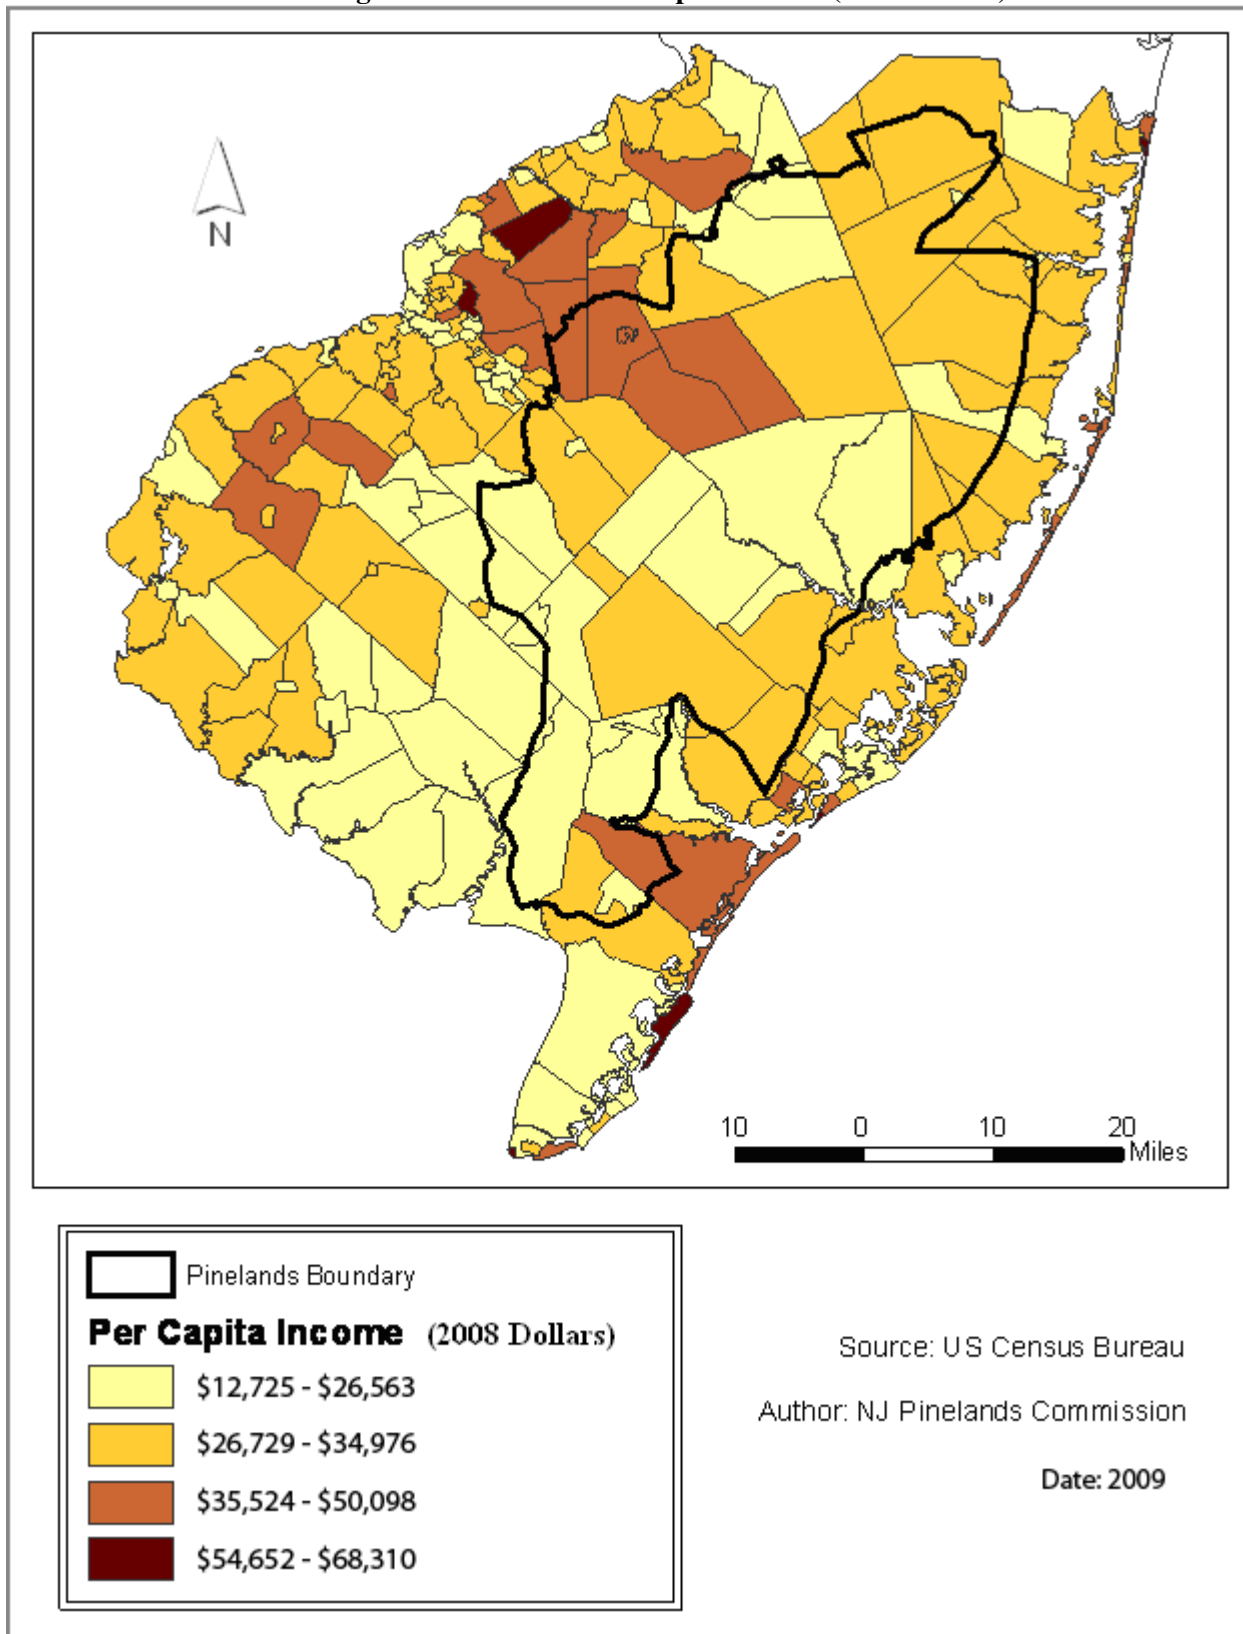 N
10 0 10 20
Miles
Pinelands Boundary
Per Capita Income (2008 Dollars)
$12,725 - $26,563
$26,729 - $34,976
$35,524 - $50,098
$54,652 - $68,310
Source: US Census Bureau
Author: NJ Pinelands Commission
Date: 2009